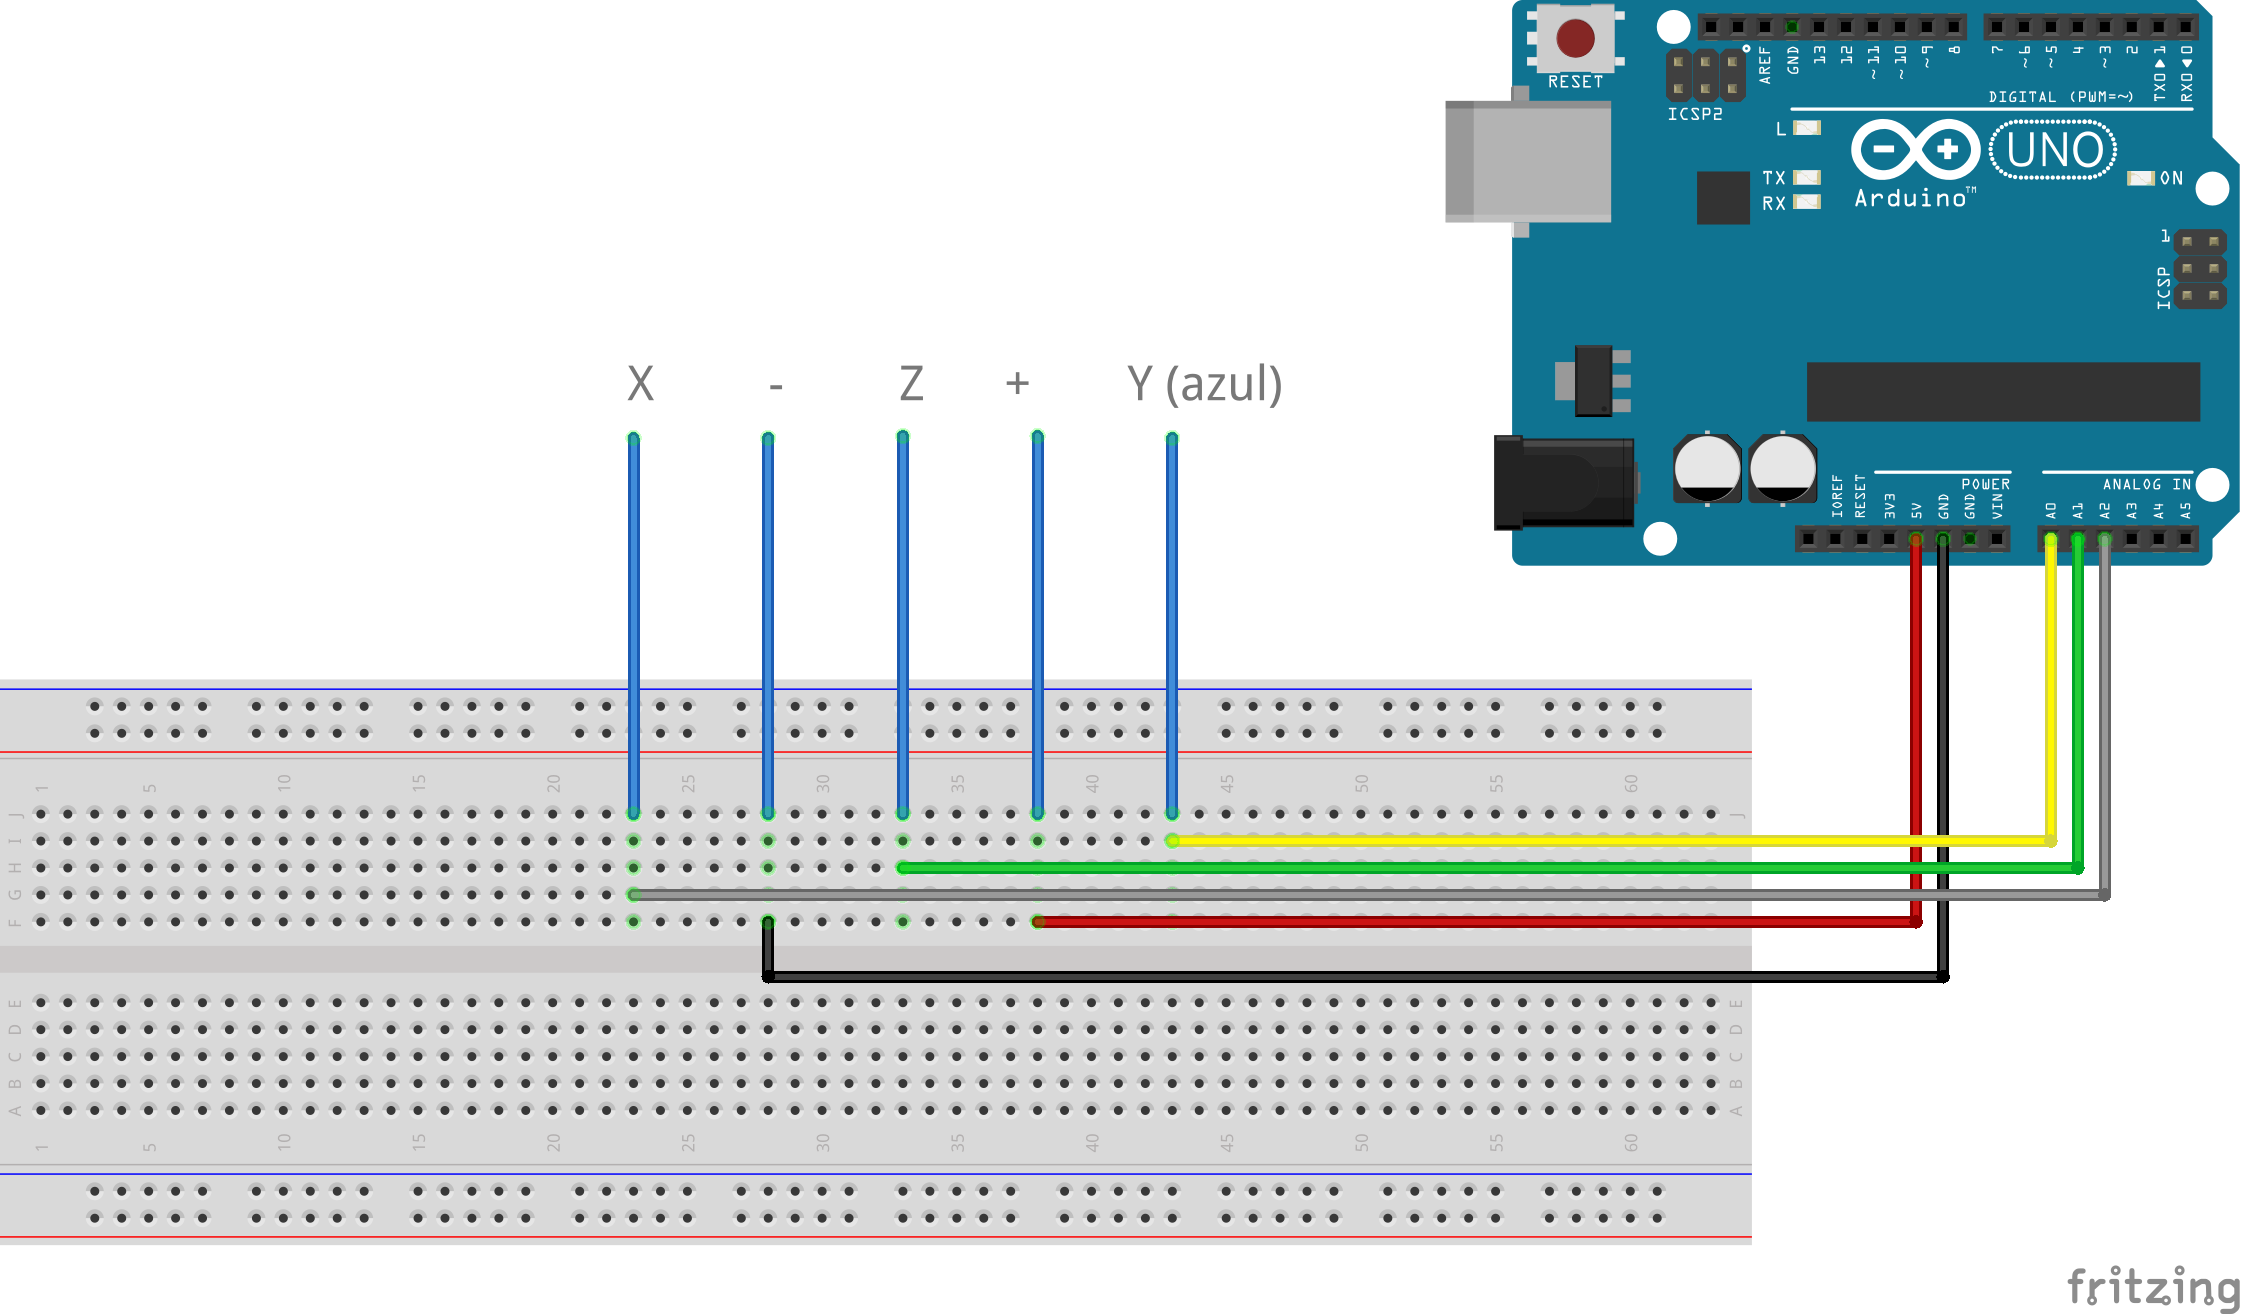 RESET
ICSP2
AREF GND 13 12 ~11 ~10 ~9 8 7 ~6 ~5 4 ~3 2 TX0▶1 RX0◀0
DIGITAL (PWM=~)
L
TX
RX
Arduino™
UNO
ON
1
ICSP
X - Z + Y (azul)
POWER
ANALOG IN
IOREF RESET 3V3 5V GND GND VIN A0 A1 A2 A3 A4 A5
1 5 10 15 20 25 30 35 40 45 50 55 60
J J
I
H
G
F
E E
D D
C C
B B
A A
1 5 10 15 20 25 30 35 40 45 50 55 60
fritzing